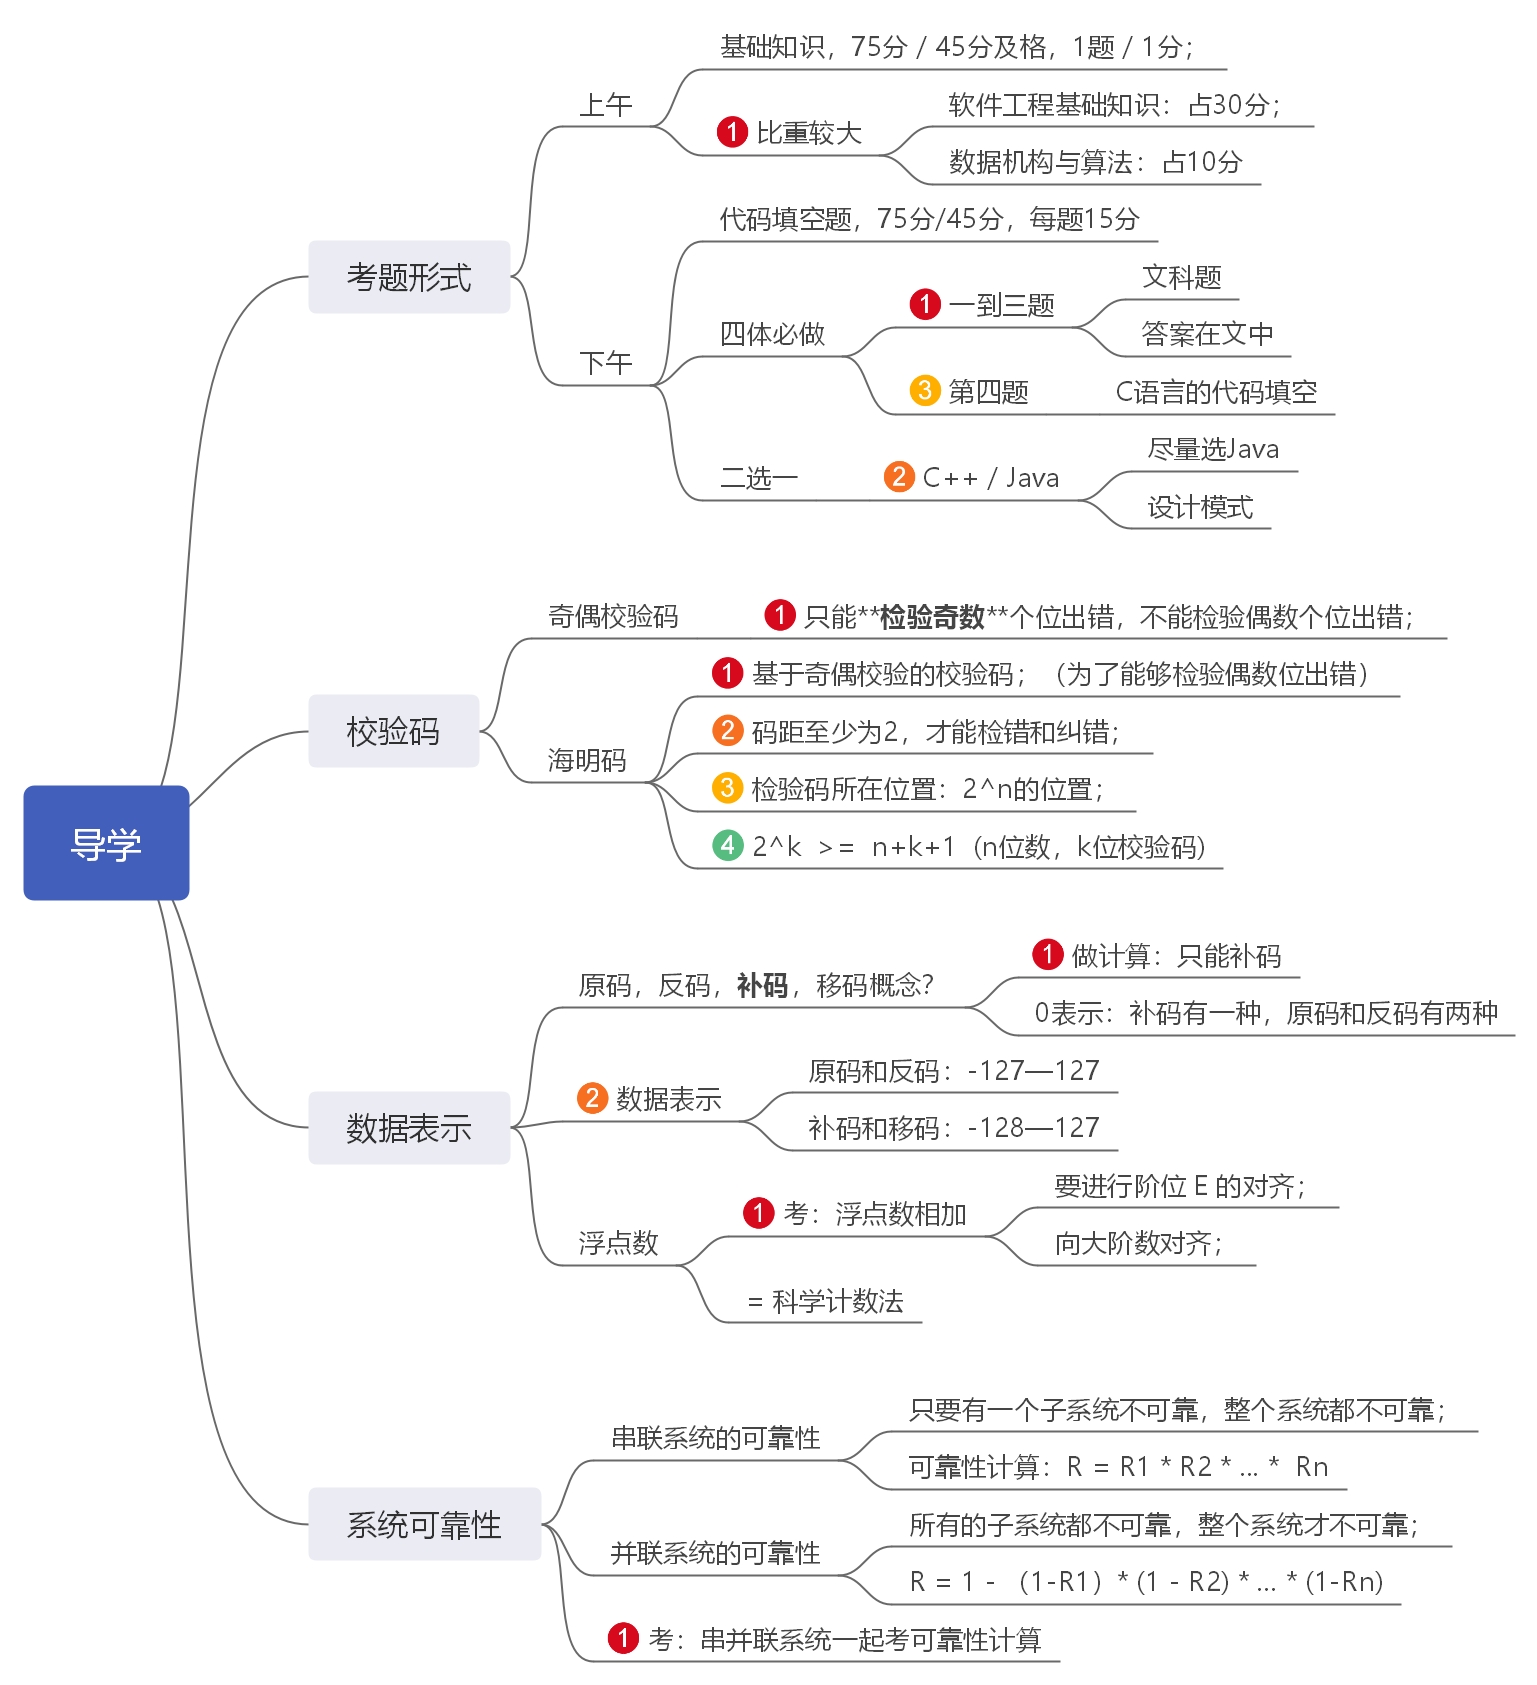 导学
考题形式
上午
基础知识，75分 / 45分及格，1题 / 1分；
1 比重较大
软件工程基础知识：占30分；
数据机构与算法：占10分
下午
代码填空题，75分/45分，每题15分
四体必做
1 一到三题
文科题
答案在文中
3 第四题
C语言的代码填空
二选一
2 C++ / Java
尽量选Java
设计模式
校验码
奇偶校验码
1 只能**检验奇数**个位出错，不能检验偶数个位出错；
海明码
1 基于奇偶校验的校验码；（为了能够检验偶数位出错）
2 码距至少为2，才能检错和纠错；
3 检验码所在位置：2^n的位置；
4 2^k >= n+k+1（n位数，k位校验码)
数据表示
原码，反码，补码，移码概念？
1 做计算：只能补码
0表示：补码有一种，原码和反码有两种
2 数据表示
原码和反码：-127—127
补码和移码：-128—127
浮点数
1 考：浮点数相加
要进行阶位 E 的对齐；
向大阶数对齐；
= 科学计数法
系统可靠性
串联系统的可靠性
只要有一个子系统不可靠，整个系统都不可靠；
可靠性计算：R = R1 * R2 * ... * Rn
并联系统的可靠性
所有的子系统都不可靠，整个系统才不可靠；
R = 1 - （1-R1）* (1 - R2) * ... * (1-Rn)
1 考：串并联系统一起考可靠性计算